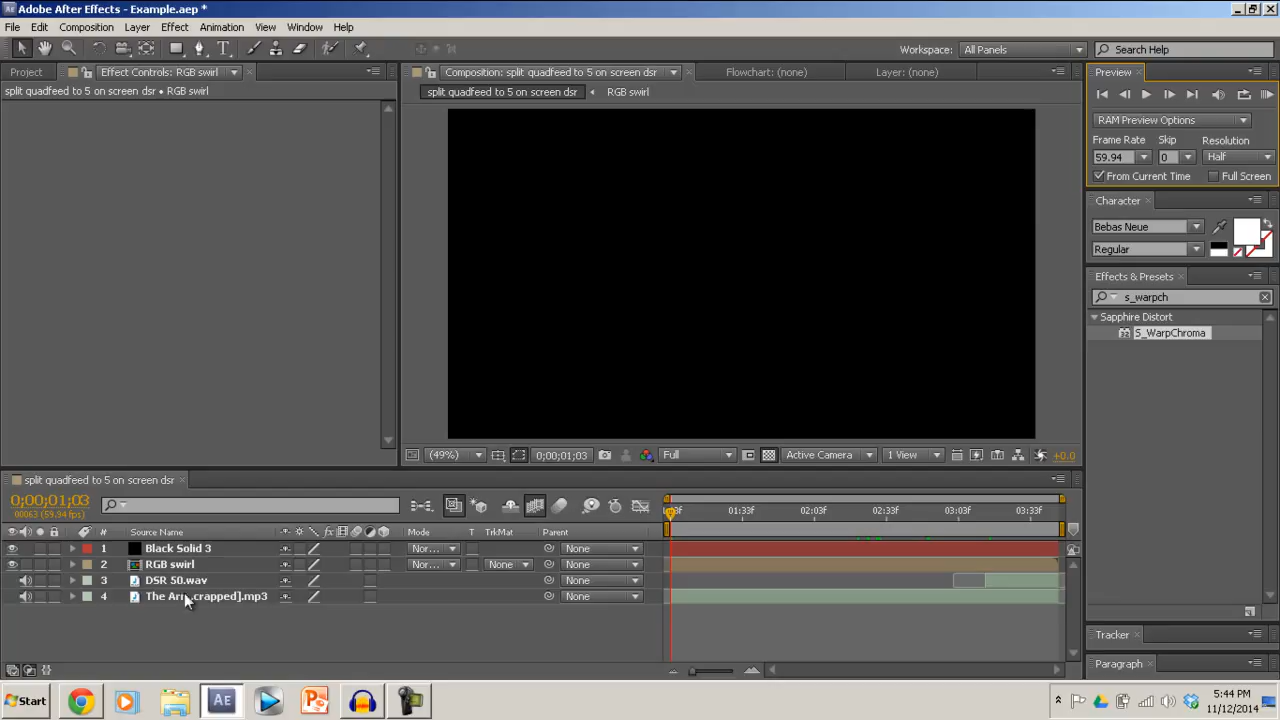 Adobe After Effects - Example.aep *
File Edit Composition Layer Effect Animation View Window Help
Workspace: All Panels Search Help
Project Effect Controls: RGB swirl Composition: split quadfeed to 5 on screen dsr Flowchart: (none) Layer: (none) Preview
split quadfeed to 5 on screen dsr • RGB swirl split quadfeed to 5 on screen dsr RGB swirl
RAM Preview Options
Frame Rate Skip Resolution
59.94 0 Half
From Current Time Full Screen
Character
Bebas Neue
Regular
Effects & Presets
s_warpch
Sapphire Distort
S_WarpChroma
(49%) 0;00;01;03 Full Active Camera 1 View +0.0
split quadfeed to 5 on screen dsr
0;00;01;03
00063 (59.94 fps)
01:33F 02:03F 02:33F 03:03F 03:33F
# Source Name Mode T TrkMat Parent
1 Black Solid 3 Nor... None
2 RGB swirl Nor... None None
3 DSR 50.wav None
4 The Ar crapped].mp3 None
Tracker
Paragraph
Start Ae 5:44 PM
11/12/2014